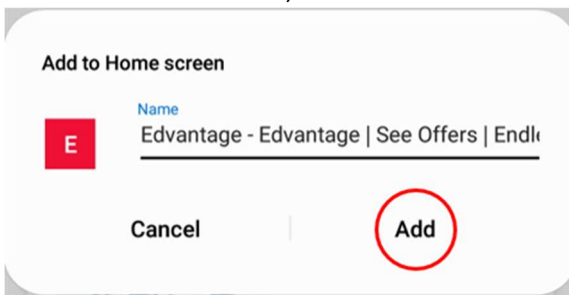 Add to Home screen
Name
E
Edvantage - Edvantage | See Offers | Endl
Cancel
Add